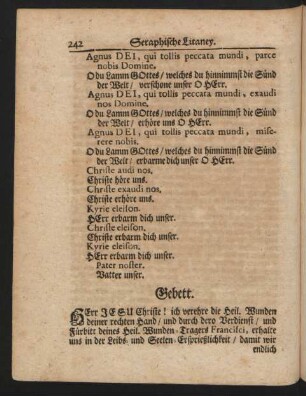 242 Seraphische Litaney.
Agnus DEI, qui tollis peccata mundi, parce
nobis Domine.
O du Lamm GOttes / welches du hinnimmst die Sünd
der Welt / verschone unser O HErr.
Agnus DEI, qui tollis peccata mundi, exaudi
nos Domine.
O du Lamm GOttes / welches du hinnimmst die Sünd
der Welt / erhöre uns O HErr.
Agnus DEI, qui tollis peccata mundi, mise-
rere nobis.
O du Lamm GOttes / welches du hinnimmst die Sünd
der Welt / erbarme dich unser O HErr.
Christe audi nos,
Christe höre uns.
Christe exaudi nos,
Christe erhöre uns.
Kyrie eleison.
HErr erbarm dich unser.
Christe eleison,
Christe erbarm dich unser.
Kyrie eleison,
HErr erbarm dich unser.
Pater noster.
Vatter unser.
Gebett.
HErr JESU Christe! ich verehre die Heil. Wunden
deiner rechten Hand / und durch dero Verdienst / und
Fürbitt deines Heil. Wunden-Tragers Francisci, erhalte
uns in der Leibs- und Seelen-Ersprießlichkeit / damit wir
endlich